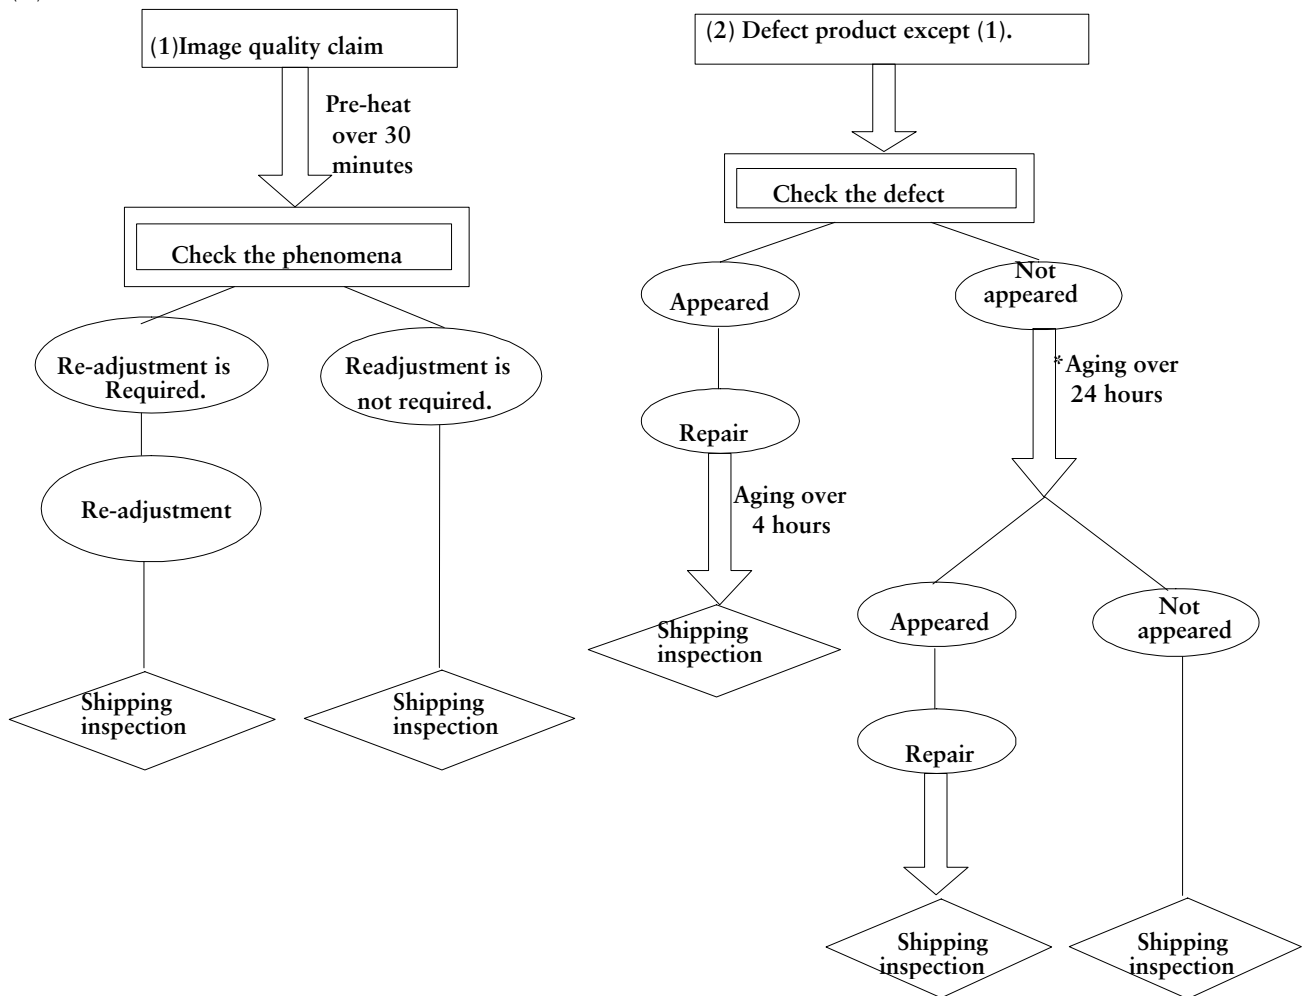 (1)Image quality claim
Pre-heat
over 30
minutes
Check the phenomena
Re-adjustment is
Required.
Readjustment is
not required.
Re-adjustment
Shipping
inspection
Shipping
inspection
(2) Defect product except (1).
Check the defect
Appeared
Not
appeared
Repair
*Aging over
24 hours
Aging over
4 hours
Shipping
inspection
Appeared
Not
appeared
Repair
Shipping
inspection
Shipping
inspection